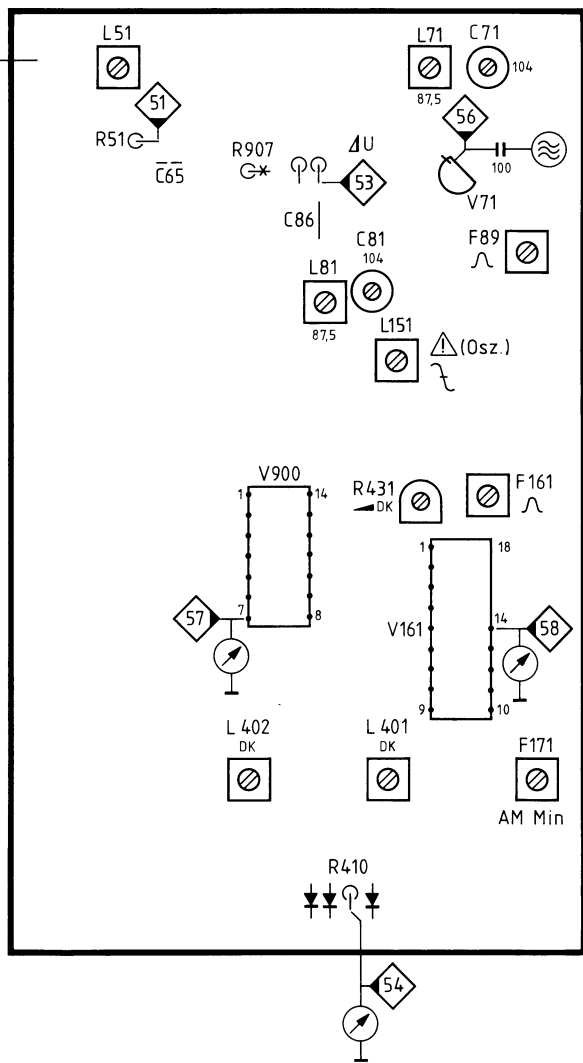 L51
L71 C71
104
87,5
51
56
R51
100
R907 ΔU
C65
53
V71
C86
F89
C81
104
L81
87,5
L151
(Osz.)
V900
1 14
R431
DK
F161
1 18
7 8
57
V161 14
58
9 10
L 402
DK
L 401
DK
F171
AM Min
R410
54